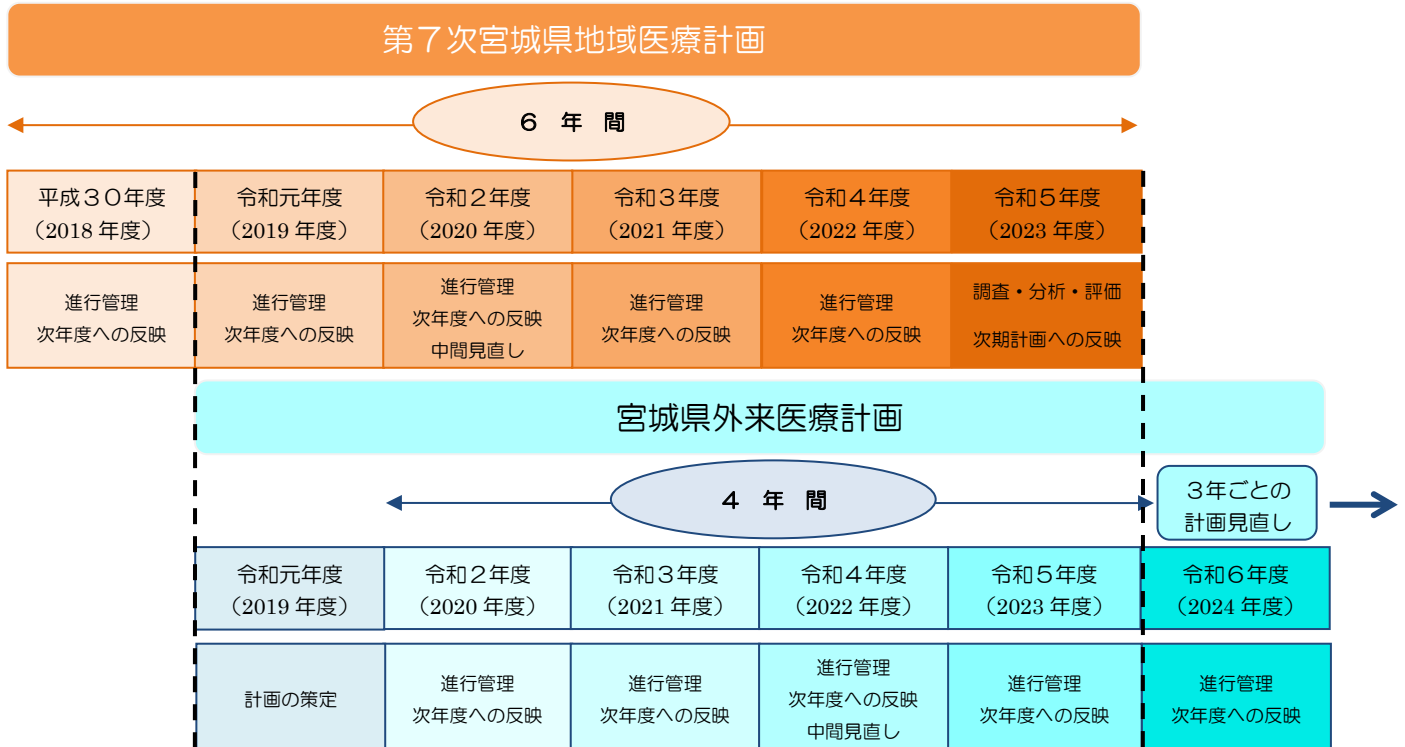 第７次宮城県地域医療計画
６　年　間
平成３０年度
（2018 年度）
令和元年度
（2019 年度）
令和２年度
（2020 年度）
令和３年度
（2021 年度）
令和４年度
（2022 年度）
令和５年度
（2023 年度）
進行管理
次年度への反映
進行管理
次年度への反映
進行管理
次年度への反映
中間見直し
進行管理
次年度への反映
進行管理
次年度への反映
調査・分析・評価
次期計画への反映
宮城県外来医療計画
４　年　間
３年ごとの
計画見直し
令和元年度
（2019 年度）
令和２年度
（2020 年度）
令和３年度
（2021 年度）
令和４年度
（2022 年度）
令和５年度
（2023 年度）
令和６年度
（2024 年度）
計画の策定
進行管理
次年度への反映
進行管理
次年度への反映
進行管理
次年度への反映
中間見直し
進行管理
次年度への反映
進行管理
次年度への反映